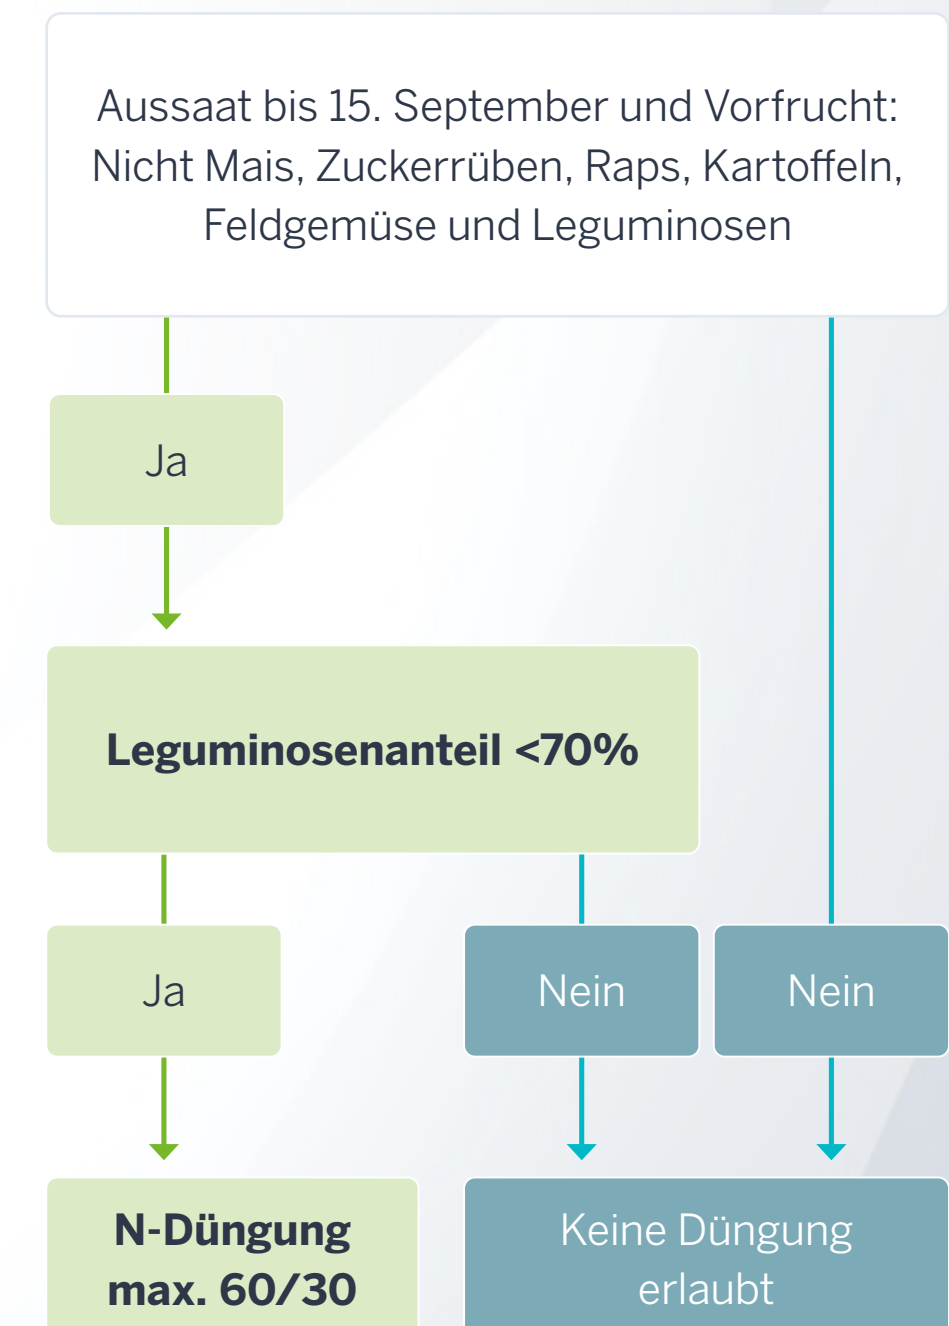 Aussaat bis 15. September und Vorfrucht:
Nicht Mais, Zuckerrüben, Raps, Kartoffeln,
Feldgemüse und Leguminosen
Ja
Leguminosenanteil <70%
Ja
Nein
Nein
N-Düngung
max. 60/30
Keine Düngung
erlaubt